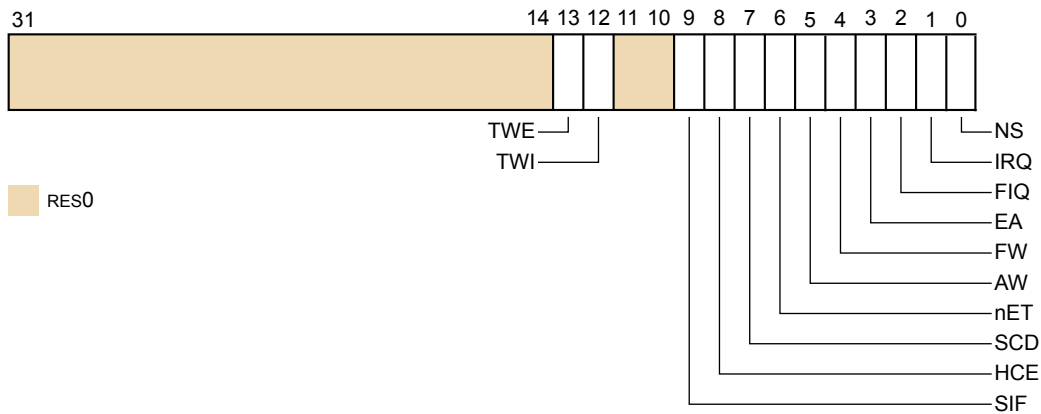 31 14 13 12 11 10 9 8 7 6 5 4 3 2 1 0
TWE NS
TWI IRQ
RES0 FIQ
EA
FW
AW
nET
SCD
HCE
SIF